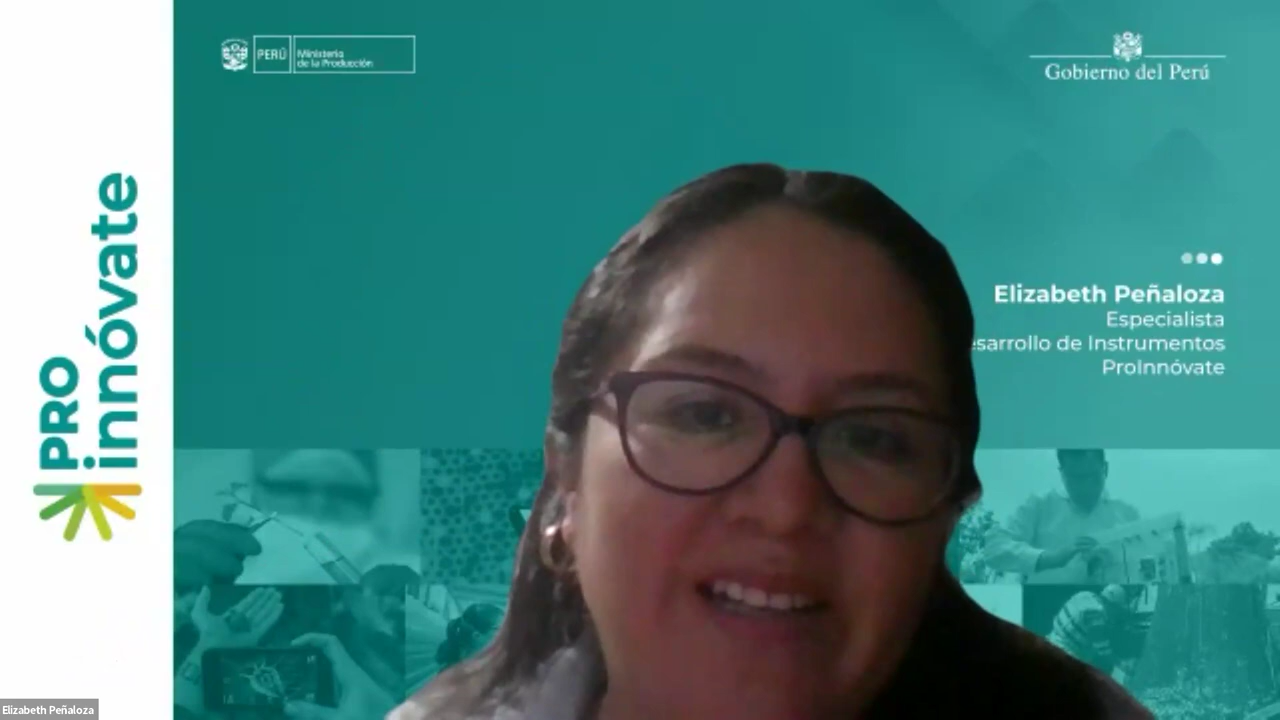 PERÚ
Ministerio
de la Producción
Gobierno del Perú
PRO
innóvate
Elizabeth Peñaloza
Especialista
esarrollo de Instrumentos
ProInnóvate
Elizabeth Peñaloza